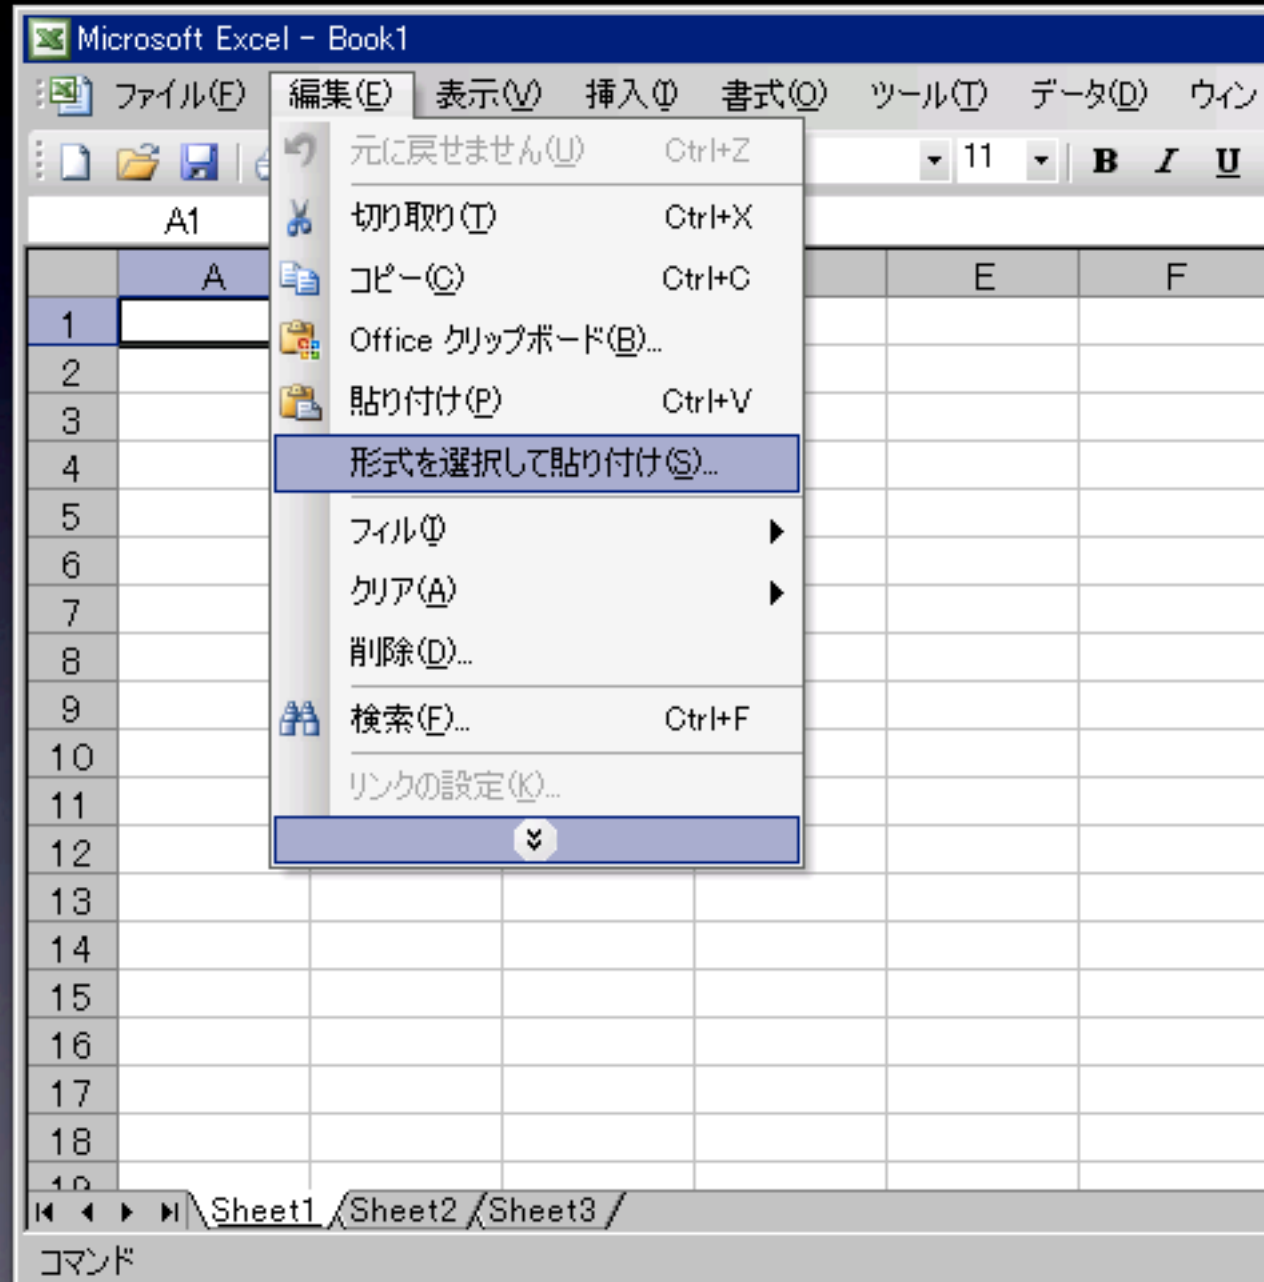 Microsoft Excel - Book1
ファイル(F) 編集(E) 表示(V) 挿入(I) 書式(O) ツール(T) データ(D) ウィン
11 B I U
A1
元に戻せません(U) Ctrl+Z
切り取り(T) Ctrl+X
コピー(C) Ctrl+C
Office クリップボード(B)...
貼り付け(P) Ctrl+V
形式を選択して貼り付け(S)...
フィル(I)
クリア(A)
削除(D)...
検索(F)...  Ctrl+F
リンクの設定(K)...
A E F
1
2
3
4
5
6
7
8
9
10
11
12
13
14
15
16
17
18
19
Sheet1 Sheet2 Sheet3
コマンド